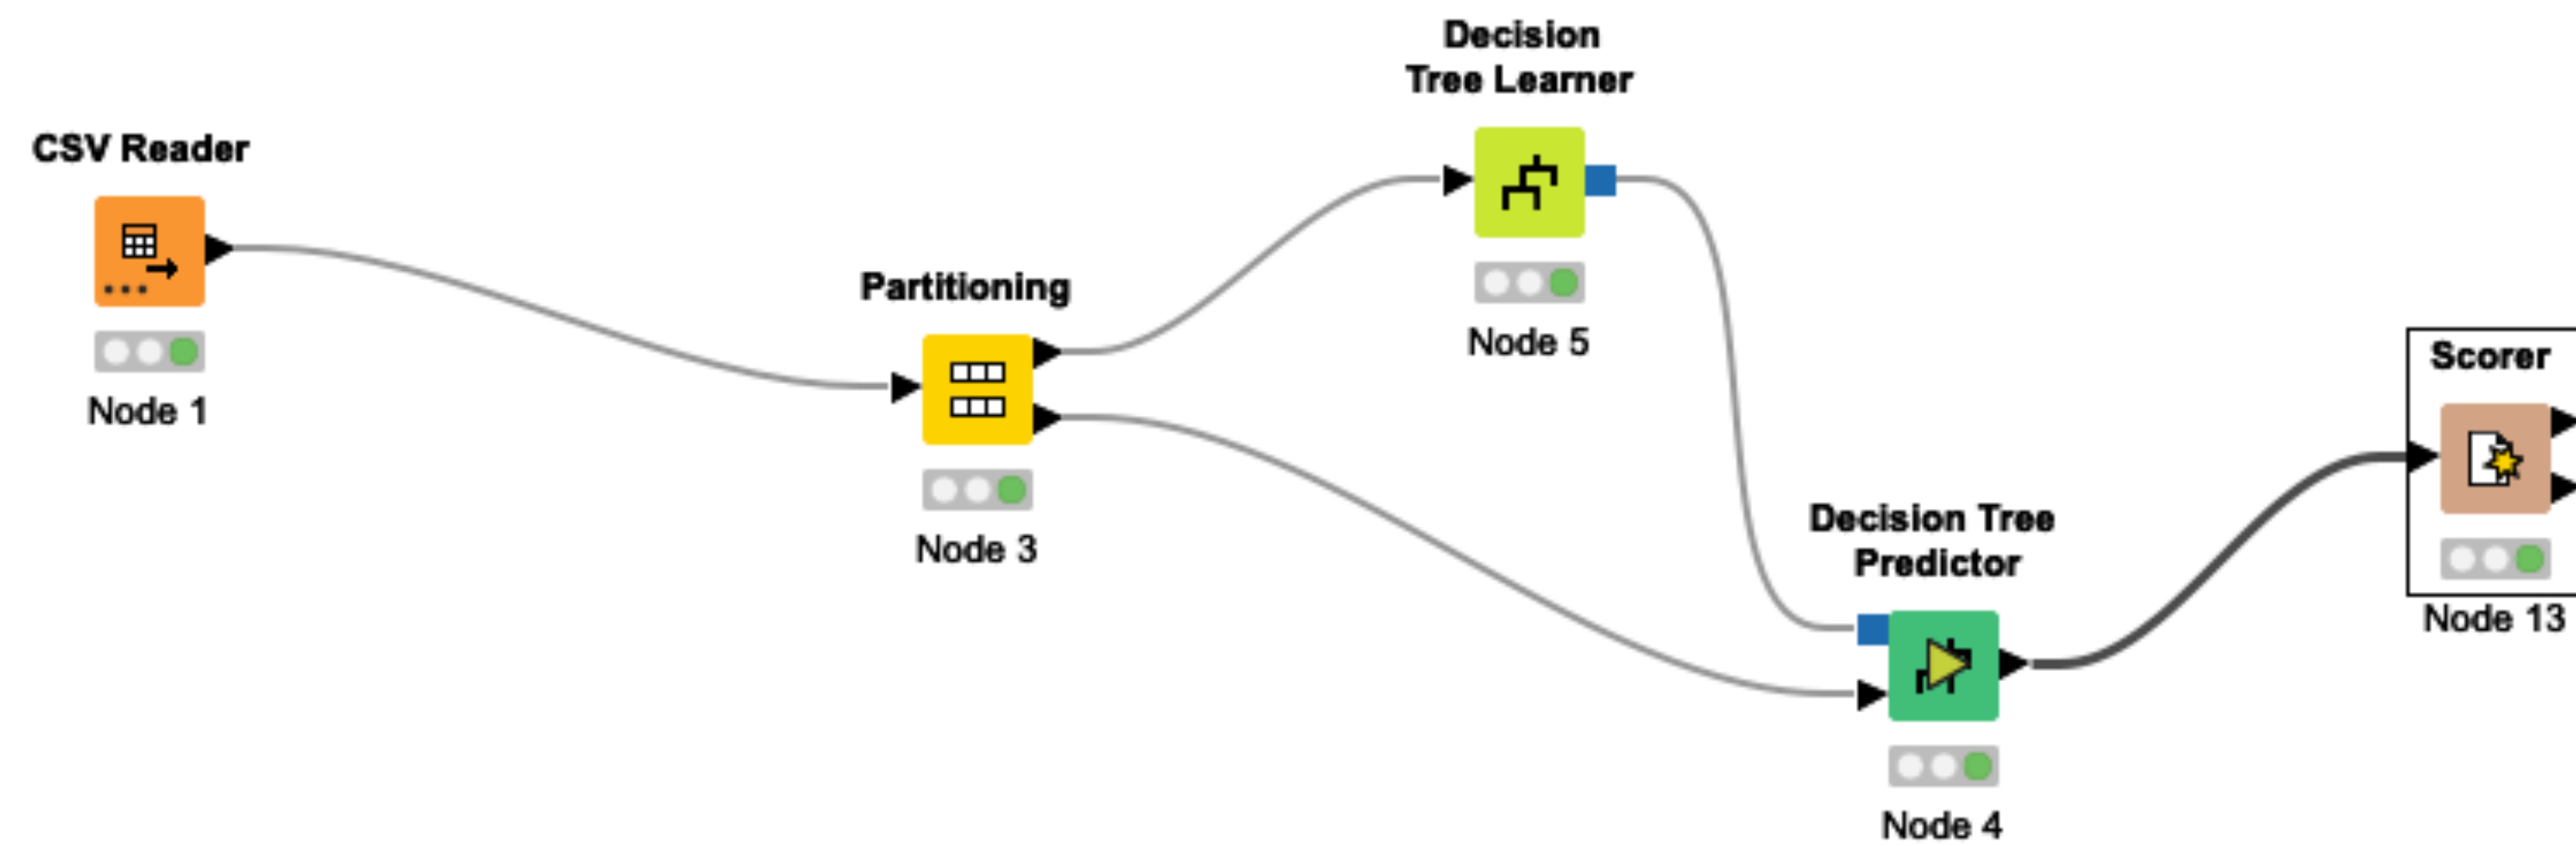 CSV Reader
Node 1
Partitioning
Node 3
Decision
Tree Learner
Node 5
Decision Tree
Predictor
Node 4
Scorer
Node 13